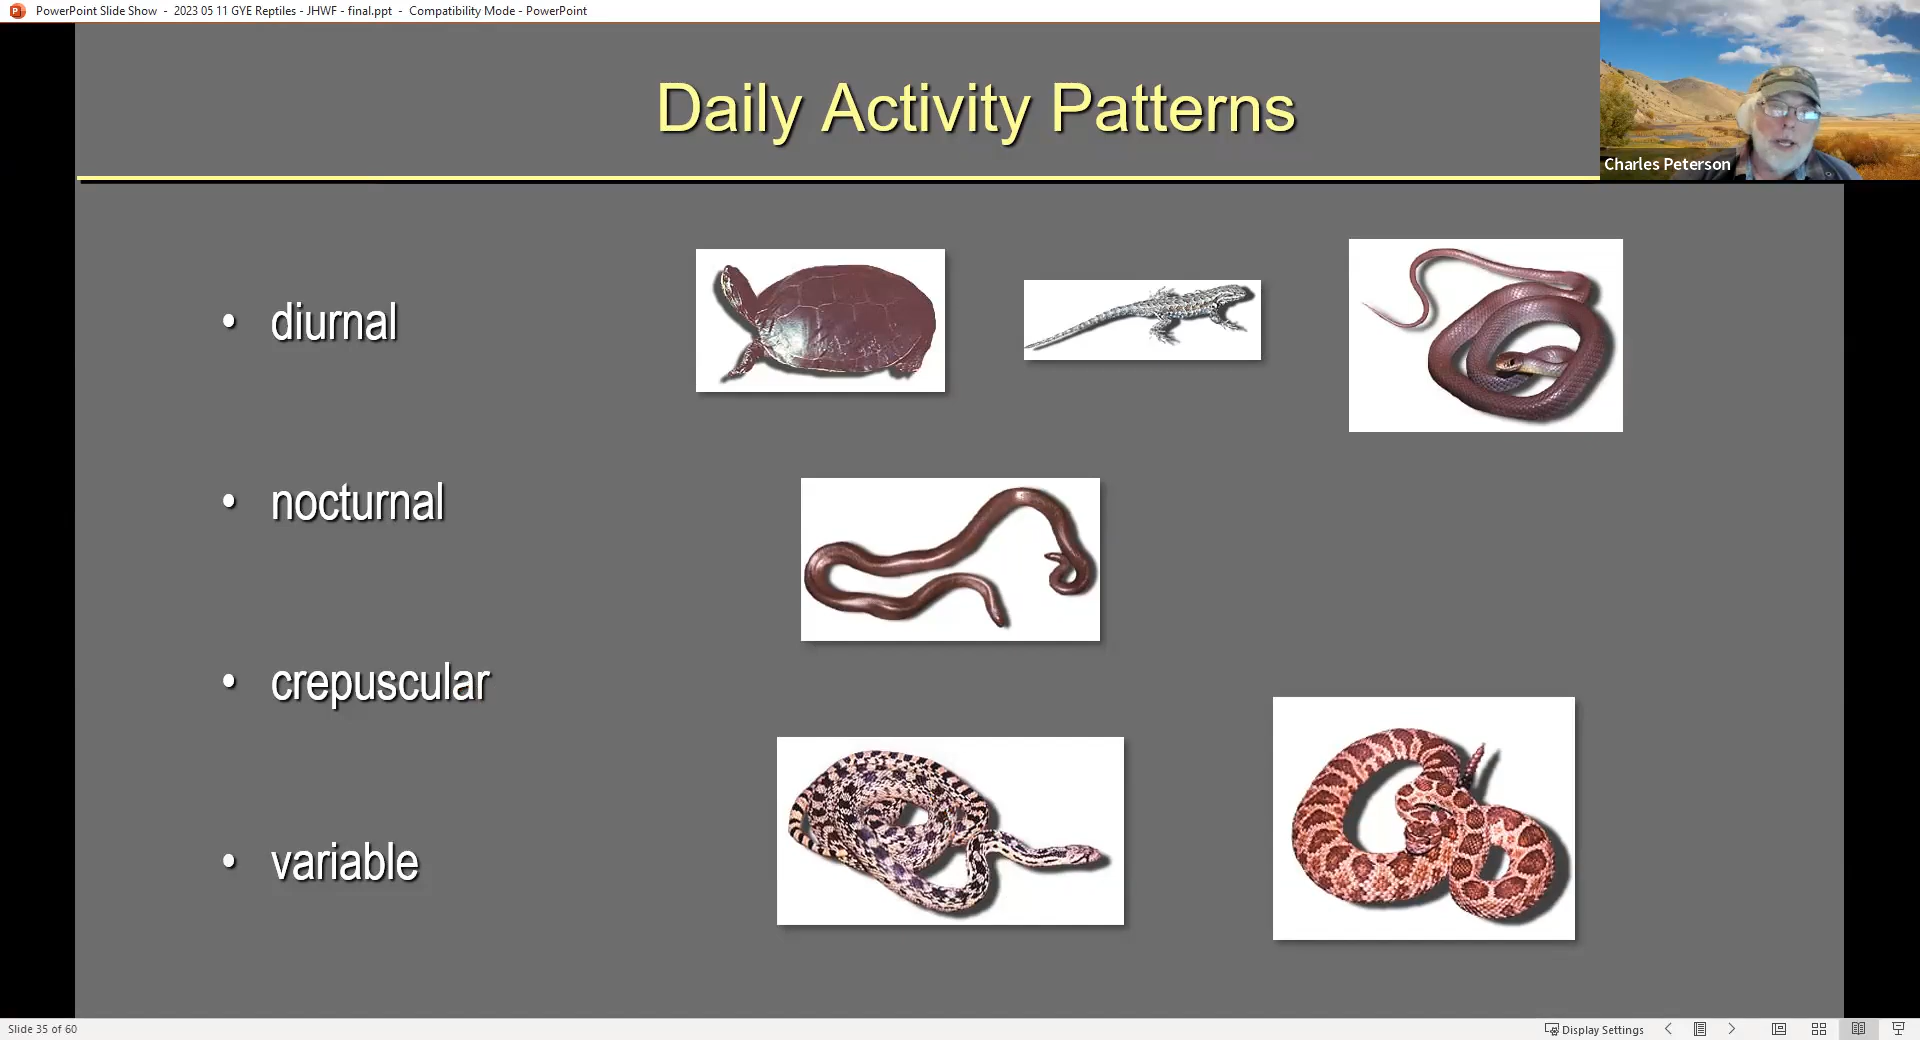 PowerPoint Slide Show - 2023 05 11 GYE Reptiles - JHWF - final.ppt - Compatibility Mode - PowerPoint
Daily Activity Patterns
Charles Peterson
• diurnal
• nocturnal
• crepuscular
• variable
Slide 35 of 60
Display Settings